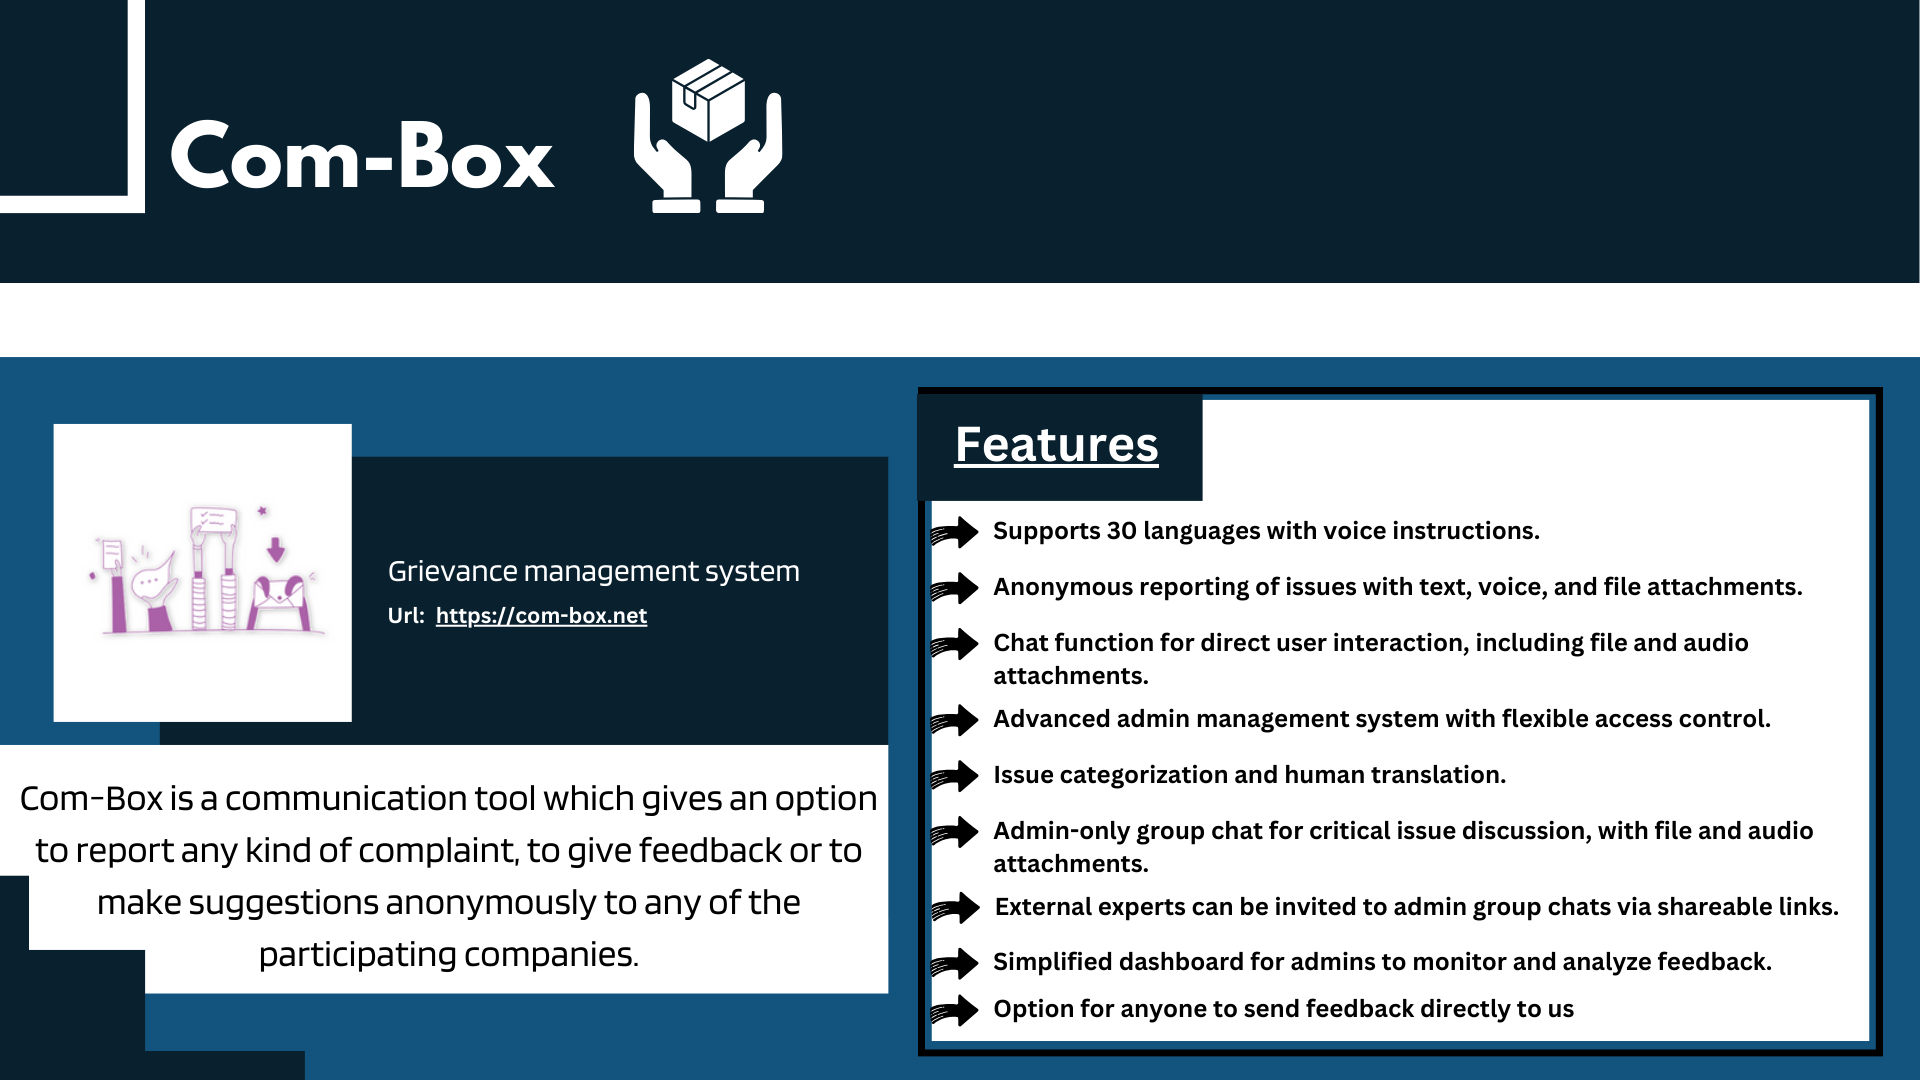 Com-Box
Grievance management system
Url: https://com-box.net
Com-Box is a communication tool which gives an option
to report any kind of complaint, to give feedback or to
make suggestions anonymously to any of the
participating companies.
Features
Supports 30 languages with voice instructions.
Anonymous reporting of issues with text, voice, and file attachments.
Chat function for direct user interaction, including file and audio
attachments.
Advanced admin management system with flexible access control.
Issue categorization and human translation.
Admin-only group chat for critical issue discussion, with file and audio
attachments.
External experts can be invited to admin group chats via shareable links.
Simplified dashboard for admins to monitor and analyze feedback.
Option for anyone to send feedback directly to us